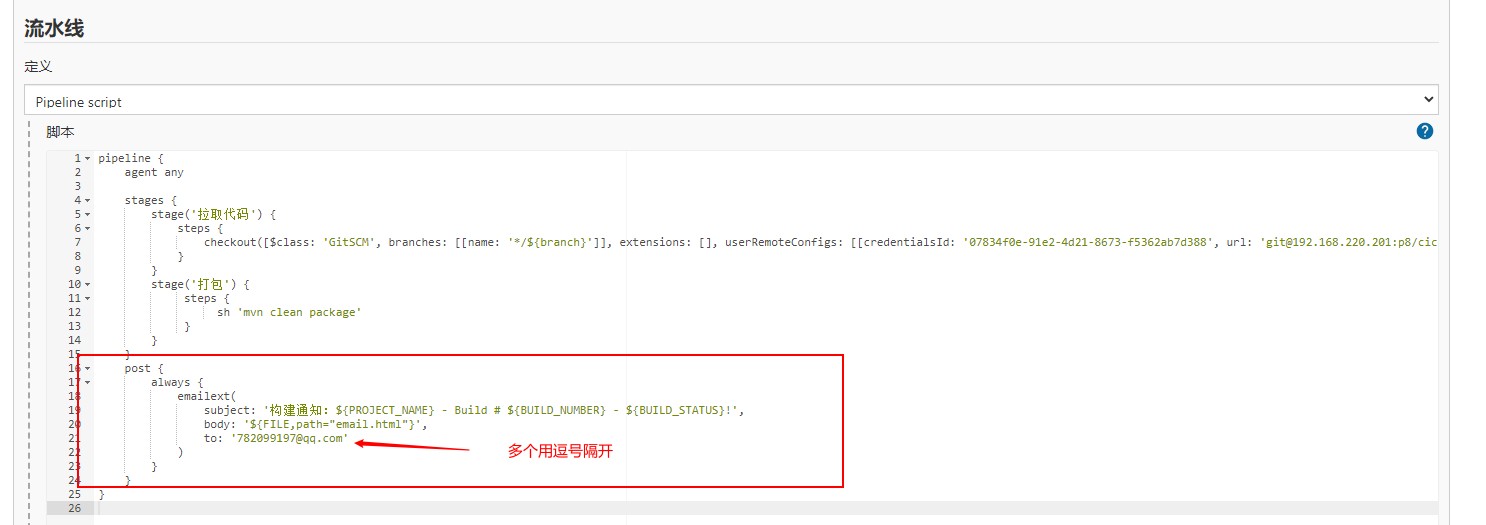 流水线
定义
Pipeline script
脚本
?
1 pipeline {
2 agent any
3
4 stages {
5 stage('拉取代码') {
6 steps {
7 checkout([$class: 'GitSCM', branches: [[name: '*/${branch}']], extensions: [], userRemoteConfigs: [[credentialsId: '07834f0e-91e2-4d21-8673-f5362ab7d388', url: 'git@192.168.220.201:p8/cic
8 }
9 }
10 stage('打包') {
11 steps {
12 sh 'mvn clean package'
13 }
14 }
15 }
16 post {
17 always {
18 emailext(
19 subject: '构建通知: ${PROJECT_NAME} - Build # ${BUILD_NUMBER} - ${BUILD_STATUS}!',
20 body: '${FILE,path="email.html"}',
21 to: '782099197@qq.com' 多个用逗号隔开
22 )
23 }
24 }
25 }
26